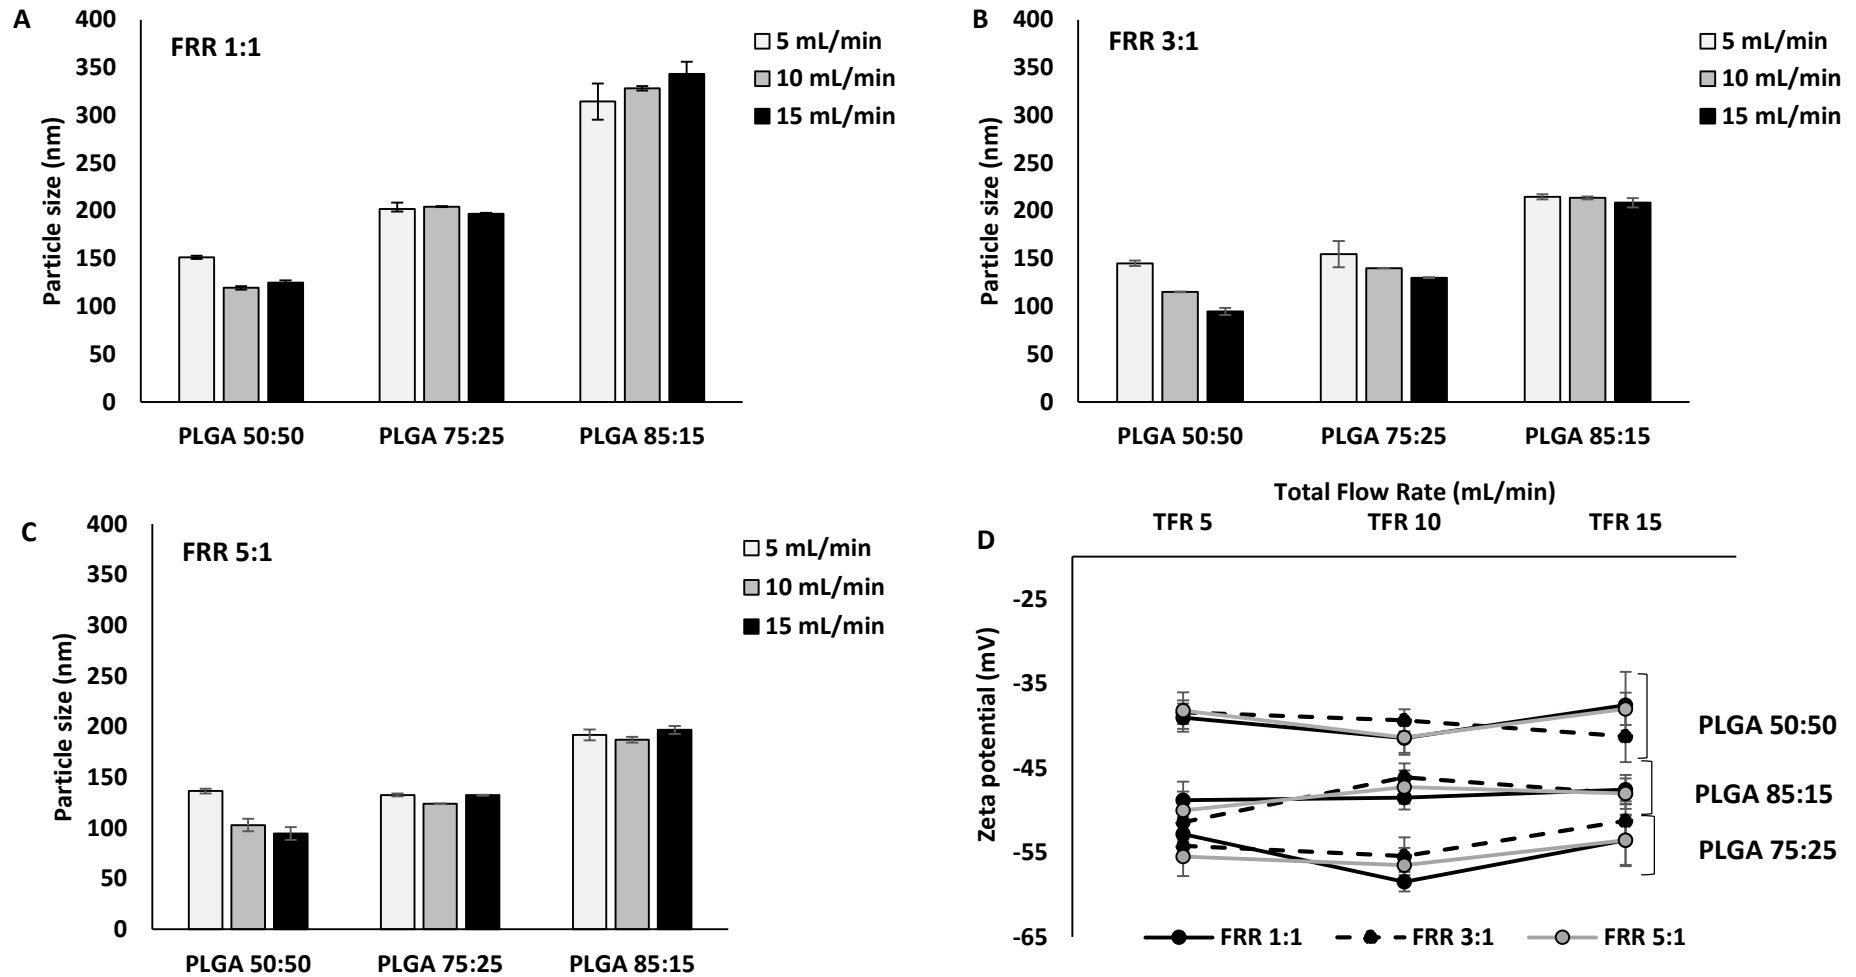 A
FRR 1:1
5 mL/min
10 mL/min
15 mL/min
Particle size (nm)
400
350
300
250
200
150
100
50
0
PLGA 50:50 PLGA 75:25 PLGA 85:15
B
FRR 3:1
5 mL/min
10 mL/min
15 mL/min
Particle size (nm)
400
350
300
250
200
150
100
50
0
PLGA 50:50 PLGA 75:25 PLGA 85:15
C
FRR 5:1
5 mL/min
10 mL/min
15 mL/min
Particle size (nm)
400
350
300
250
200
150
100
50
0
PLGA 50:50 PLGA 75:25 PLGA 85:15
D
Total Flow Rate (mL/min)
TFR 5 TFR 10 TFR 15
Zeta potential (mV)
-25
-35
-45
-55
-65
PLGA 50:50
PLGA 85:15
PLGA 75:25
FRR 1:1 FRR 3:1 FRR 5:1